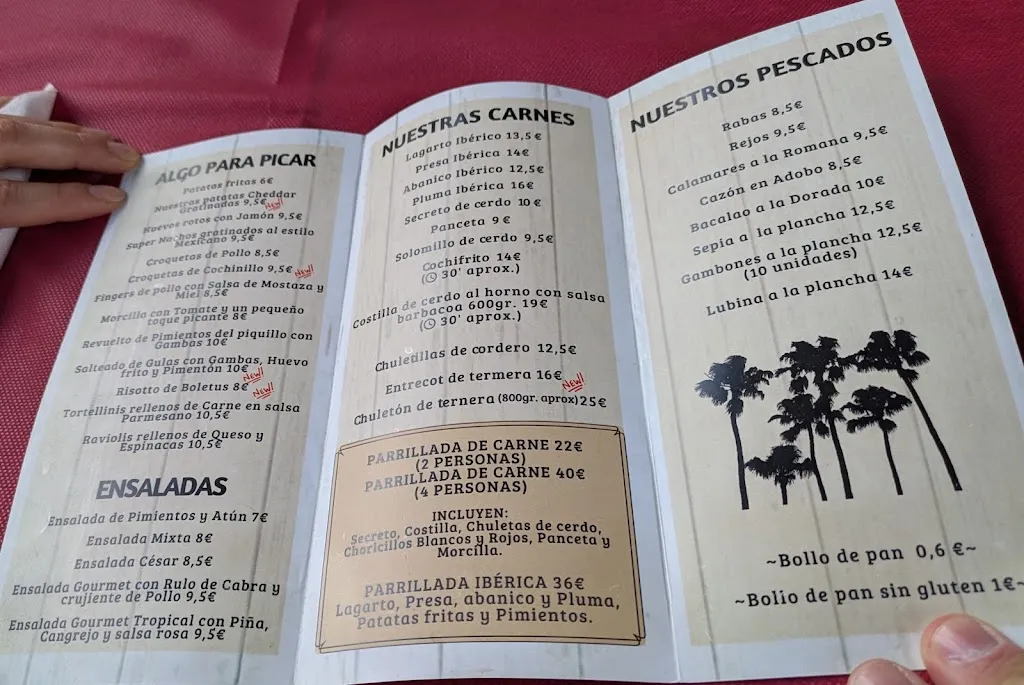 ALGO PARA PICAR
Patatas fritas 6€
Nuestras patatas Cheddar
Gratinadas 9,5€ New!
Huevos rotos con Jamón 9,5€
Super Nachos gratinados al estilo
Mexicano 9,5€
Croquetas de Pollo 8,5€
Croquetas de Cochinillo 9,5€ New!
Fingers de pollo con Salsa de Mostaza y
Miel 8,5€
Morcilla con Tomate y un pequeño
toque picante 8€
Revuelto de Pimientos del piquillo con
Gambas 10€
Salteado de Gulas con Gambas, Huevo
frito y Pimentón 10€ New!
Risotto de Boletus 8€ New!
Tortellinis rellenos de Carne en salsa
Parmesano 10,5€
Raviolis rellenos de Queso y
Espinacas 10,5€
ENSALADAS
Ensalada de Pimientos y Atún 7€
Ensalada Mixta 8€
Ensalada César 8,5€
Ensalada Gourmet con Rulo de Cabra y
crujiente de Pollo 9,5€
Ensalada Gourmet Tropical con Piña,
Cangrejo y salsa rosa 9,5€
NUESTRAS CARNES
Lagarto Ibérico 13,5€
Presa Ibérica 14€
Abanico Ibérico 12,5€
Pluma Ibérica 16€
Secreto de cerdo 10€
Panceta 9€
Solomillo de cerdo 9,5€
Cochifrito 14€
(30' aprox.)
Costilla de cerdo al horno con salsa
barbacoa 600gr. 19€
(30' aprox.)
Chuletillas de cordero 12,5€
Entrecot de ternera 16€ New!
Chuletón de ternera (800gr. aprox) 25€
PARRILLADA DE CARNE 22€
(2 PERSONAS)
PARRILLADA DE CARNE 40€
(4 PERSONAS)
INCLUYEN:
Secreto, Costilla, Chuletas de cerdo,
Choricillos Blancos y Rojos, Panceta y
Morcilla.
PARRILLADA IBÉRICA 36€
Lagarto, Presa, abanico y Pluma,
Patatas fritas y Pimientos.
NUESTROS PESCADOS
Rabas 8,5€
Rejos 9,5€
Calamares a la Romana 9,5€
Cazón en Adobo 8,5€
Bacalao a la Dorada 10€
Sepia a la plancha 12,5€
Gambones a la plancha 12,5€
(10 unidades)
Lubina a la plancha 14€
~Bollo de pan 0,6 €~
~Bollo de pan sin gluten 1€~